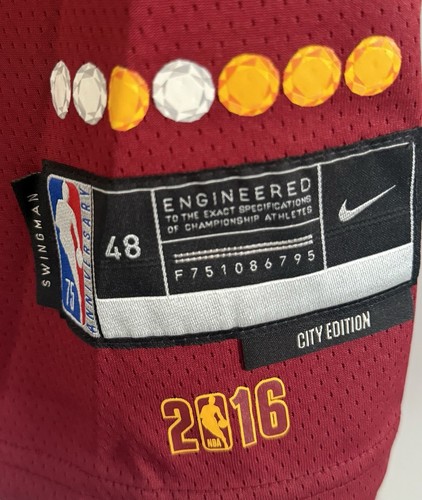 SWINGMAN
75
ANNIVERSARY
48
ENGINEERED
TO THE EXACT SPECIFICATIONS
OF CHAMPIONSHIP ATHLETES
F751086795
CITY EDITION
2016
NBA